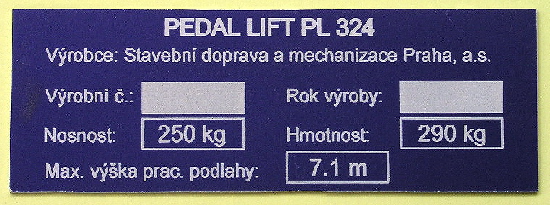 PEDAL LIFT PL 324
Výrobce: Stavební doprava a mechanizace Praha, a.s.
Výrobni č.: Rok výroby:
Nosnost: 250 kg Hmotnost: 290 kg
Max. výška prac. podlahy: 7.1 m